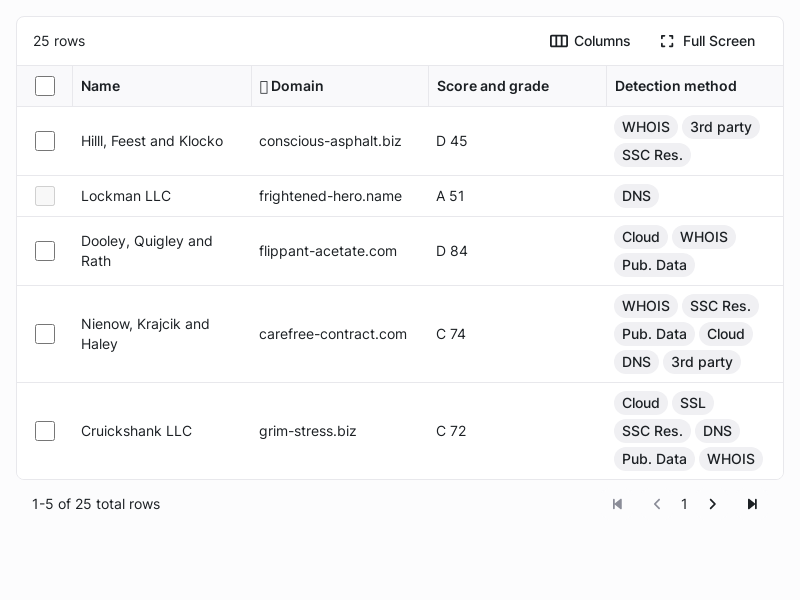 25 rows
Columns
Full Screen
Name
Domain
Score and grade
Detection method
Hilll, Feest and Klocko
conscious-asphalt.biz
D 45
WHOIS
3rd party
SSC Res.
Lockman LLC
frightened-hero.name
A 51
DNS
Dooley, Quigley and
Rath
flippant-acetate.com
D 84
Cloud
WHOIS
Pub. Data
Nienow, Krajcik and
Haley
carefree-contract.com
C 74
WHOIS
SSC Res.
Pub. Data
Cloud
DNS
3rd party
Cruickshank LLC
grim-stress.biz
C 72
Cloud
SSL
SSC Res.
DNS
Pub. Data
WHOIS
1-5 of 25 total rows
1